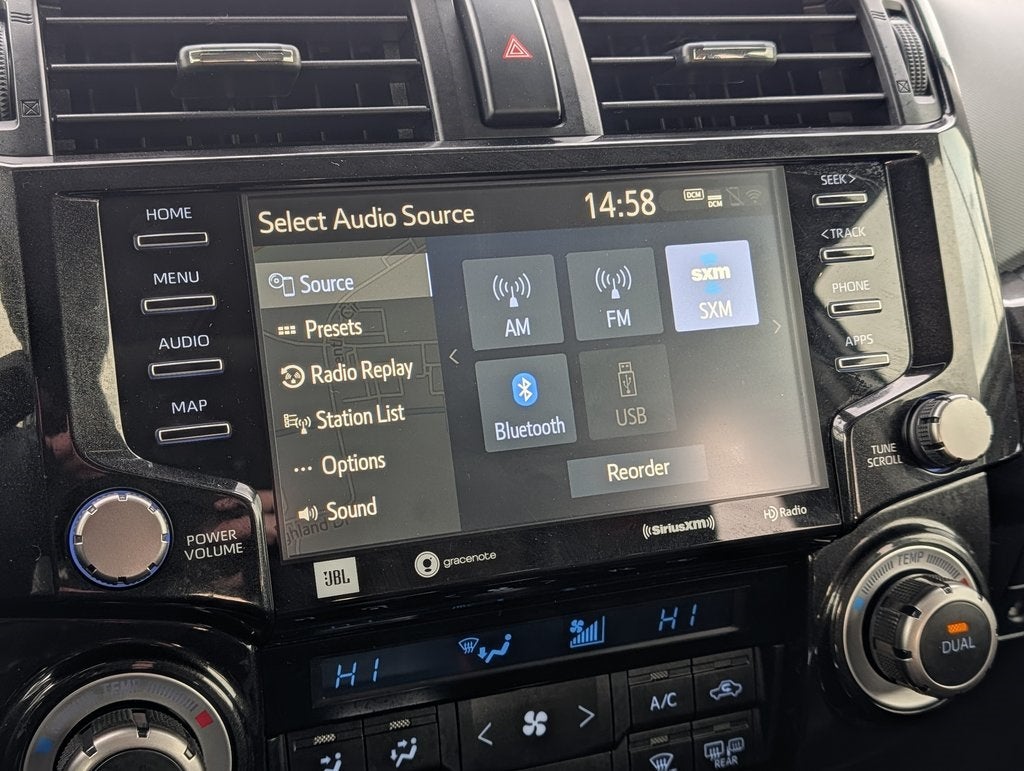 HOME
MENU
AUDIO
MAP
POWER
VOLUME
Select Audio Source
14:58
DCM
DCM
Source
Presets
Radio Replay
Station List
Options
Sound
AM
FM
sxm
SXM
Bluetooth
USB
Reorder
JBL
gracenote
((SiriusXM))
HD Radio
SEEK >
< TRACK
PHONE
APPS
TUNE
SCROLL
HI
HI
TEMP
TEMP
DUAL
A/C
REAR